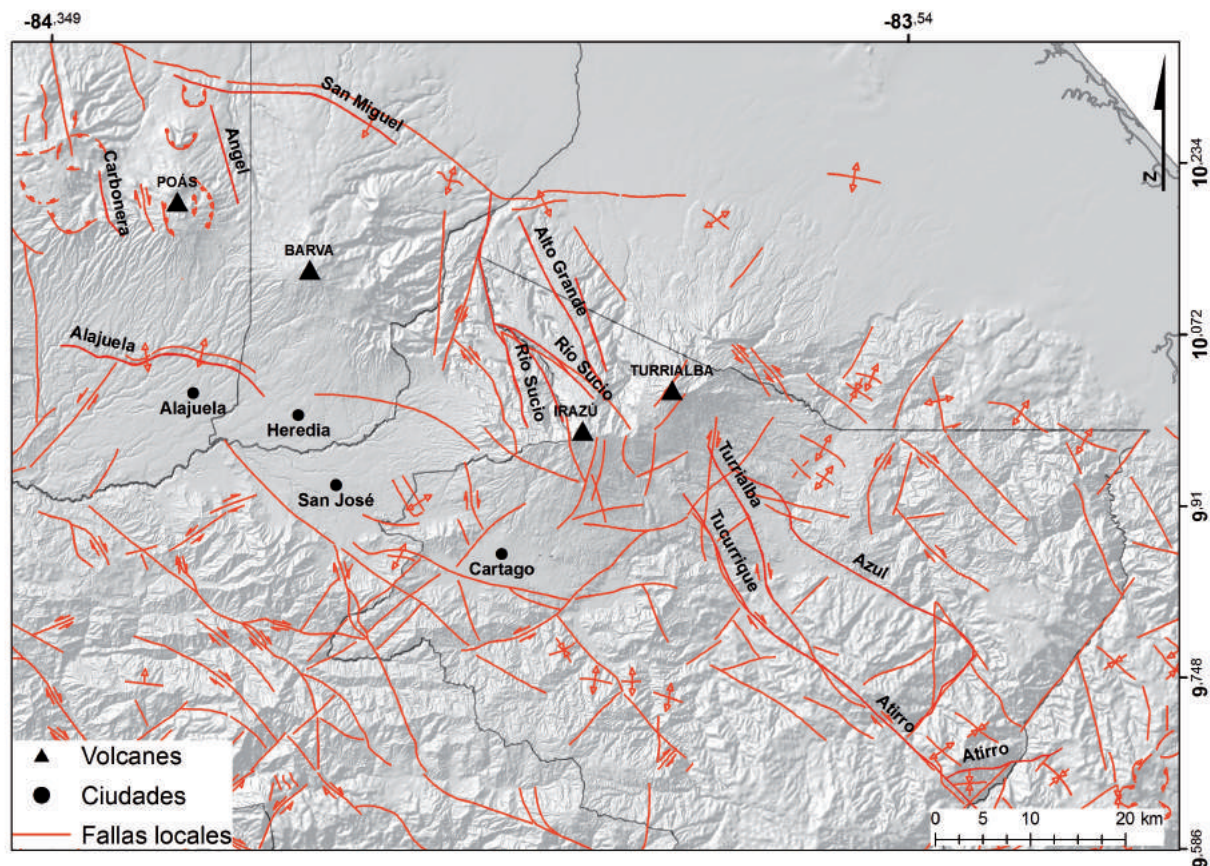 -84,349
-83,54
San Miguel
Angel
Carbonera
POÁS
10,234
N
BARVA
Alto Grande
10,072
Alajuela
Río Sucio
Río Sucio
TURRIALBA
Alajuela
IRAZÚ
Heredia
Turrialba
San José
9,91
Tucurrique
Cartago
Azul
9,748
Atirro
Atirro
Volcanes
Ciudades
Fallas locales
0 5 10 20 km
9,586